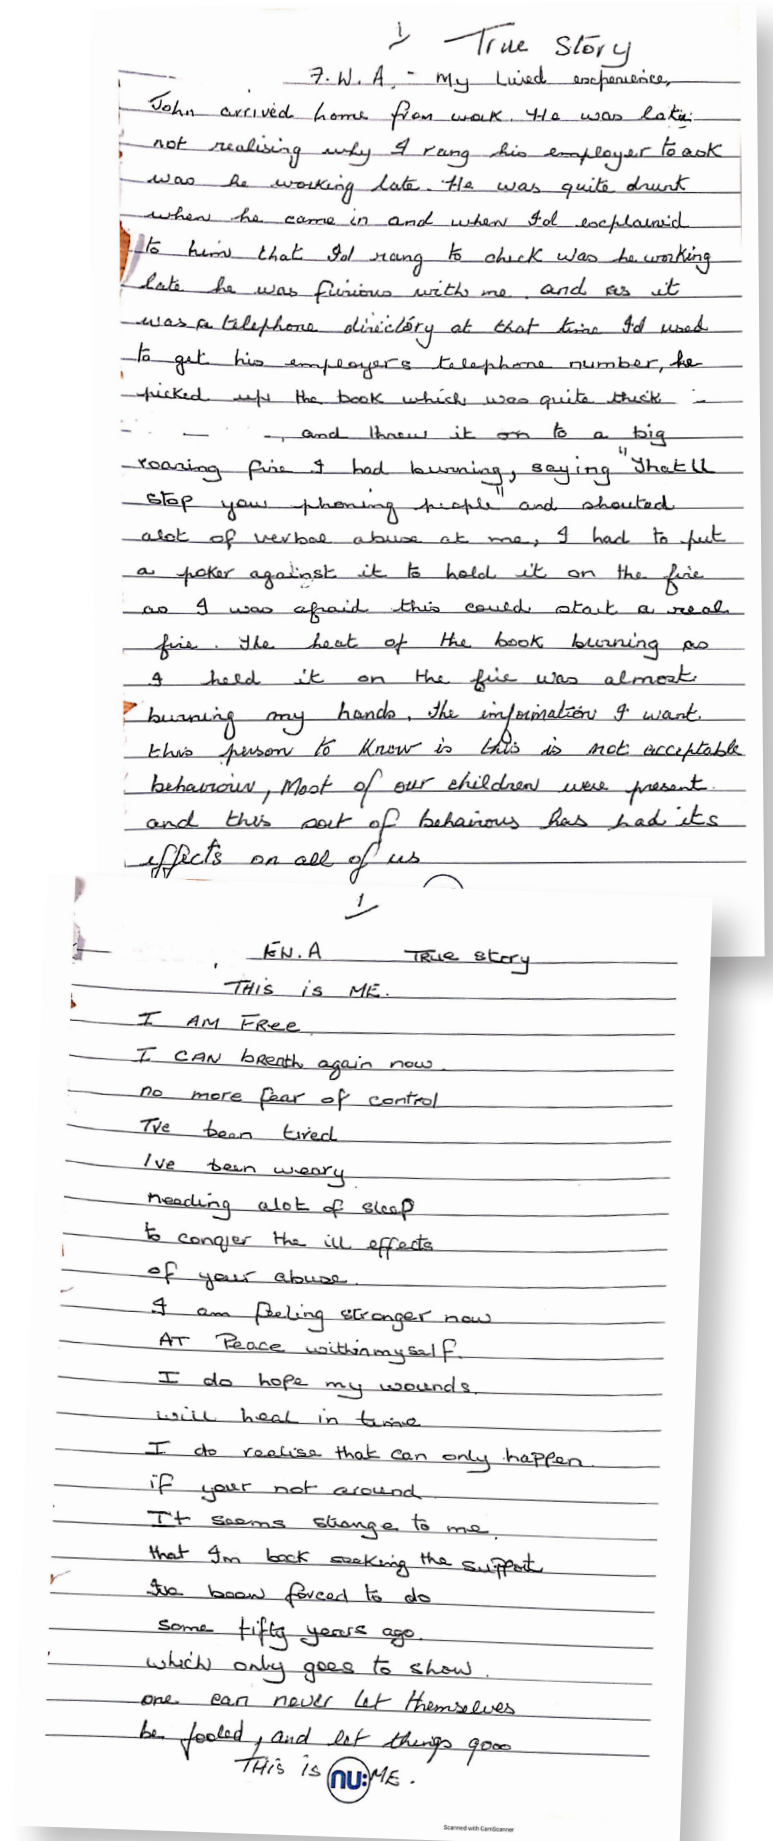 1
True Story
F.W.A. - My Lived experience,
John arrived home from work. He was late.
not realising why I rang his employer to ask
was he working late. He was quite drunk
when he came in and when I'd explained
to him that I'd rang to check was he working
late he was furious with me. and as it
was a telephone directory at that time I'd used
to get his employers telephone number, he
picked up the book which was quite thick
, and threw it on to a big
roaring fire I had burning, saying "That'll
stop your phoning people" and shouted
alot of verbal abuse at me, I had to put
a poker against it to hold it on the fire
as I was afraid this could start a real
fire. The heat of the book burning as
I held it on the fire was almost
burning my hands. The information I want
this person to know is this is not acceptable
behaviour, Most of our children were present.
and this sort of behaviour has had its
effects on all of us
1
True story
THis is ME.
I AM FRee
I CAN breath again now.
no more fear of control
I've been tired
I've been weary
needing alot of sleep
to conqer the ill effects
of your abuse.
I am feeling stronger now
AT Peace within myself.
I do hope my wounds.
will heal in time
I do realise that can only happen.
if your not around
It seems strange to me.
that I'm back seeking the support
I've been forced to do
some fifty years ago.
which only goes to show.
one can never let themselves
be fooled, and let things goo
THis is ME.
nu:
Scanned with CamScanner